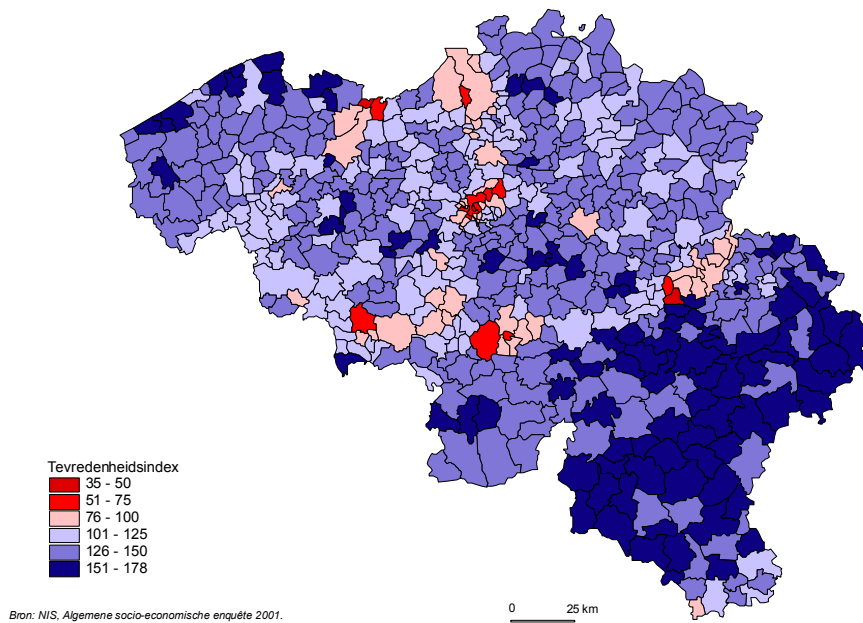 Tevredenheidsindex
35 - 50
51 - 75
76 - 100
101 - 125
126 - 150
151 - 178
0 25 km
Bron: NIS, Algemene socio-economische enquête 2001.